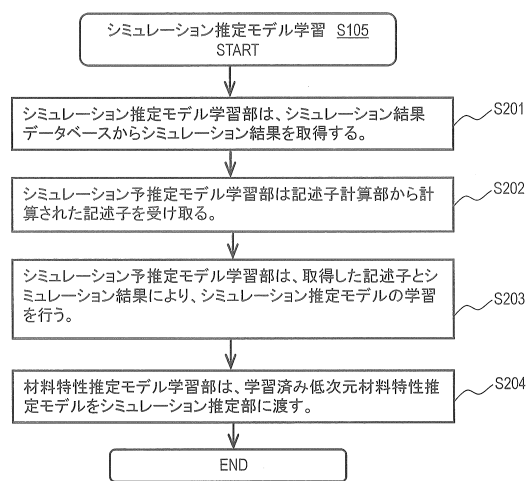 シミュレーション推定モデル学習 S105
START
シミュレーション推定モデル学習部は、シミュレーション結果
データベースからシミュレーション結果を取得する。
S201
シミュレーション予推定モデル学習部は記述子計算部から計
算された記述子を受け取る。
S202
シミュレーション予推定モデル学習部は、取得した記述子とシ
ミュレーション結果により、シミュレーション推定モデルの学習
を行う。
S203
材料特性推定モデル学習部は、学習済み低次元材料特性推
定モデルをシミュレーション推定部に渡す。
S204
END